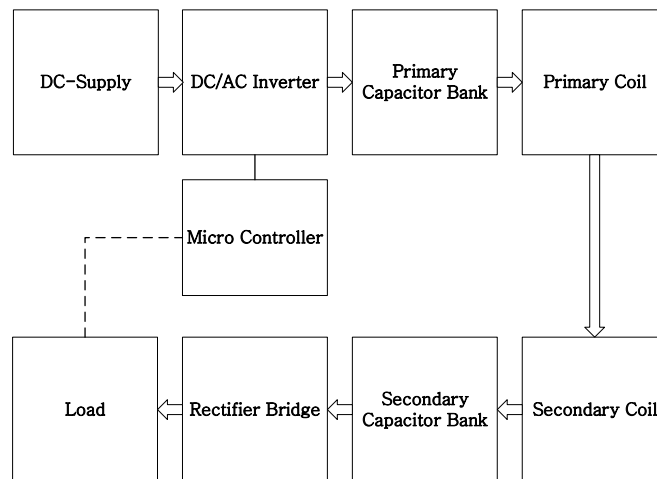 DC-Supply
DC/AC Inverter
Primary
Capacitor Bank
Primary Coil
Micro Controller
Load
Rectifier Bridge
Secondary
Capacitor Bank
Secondary Coil